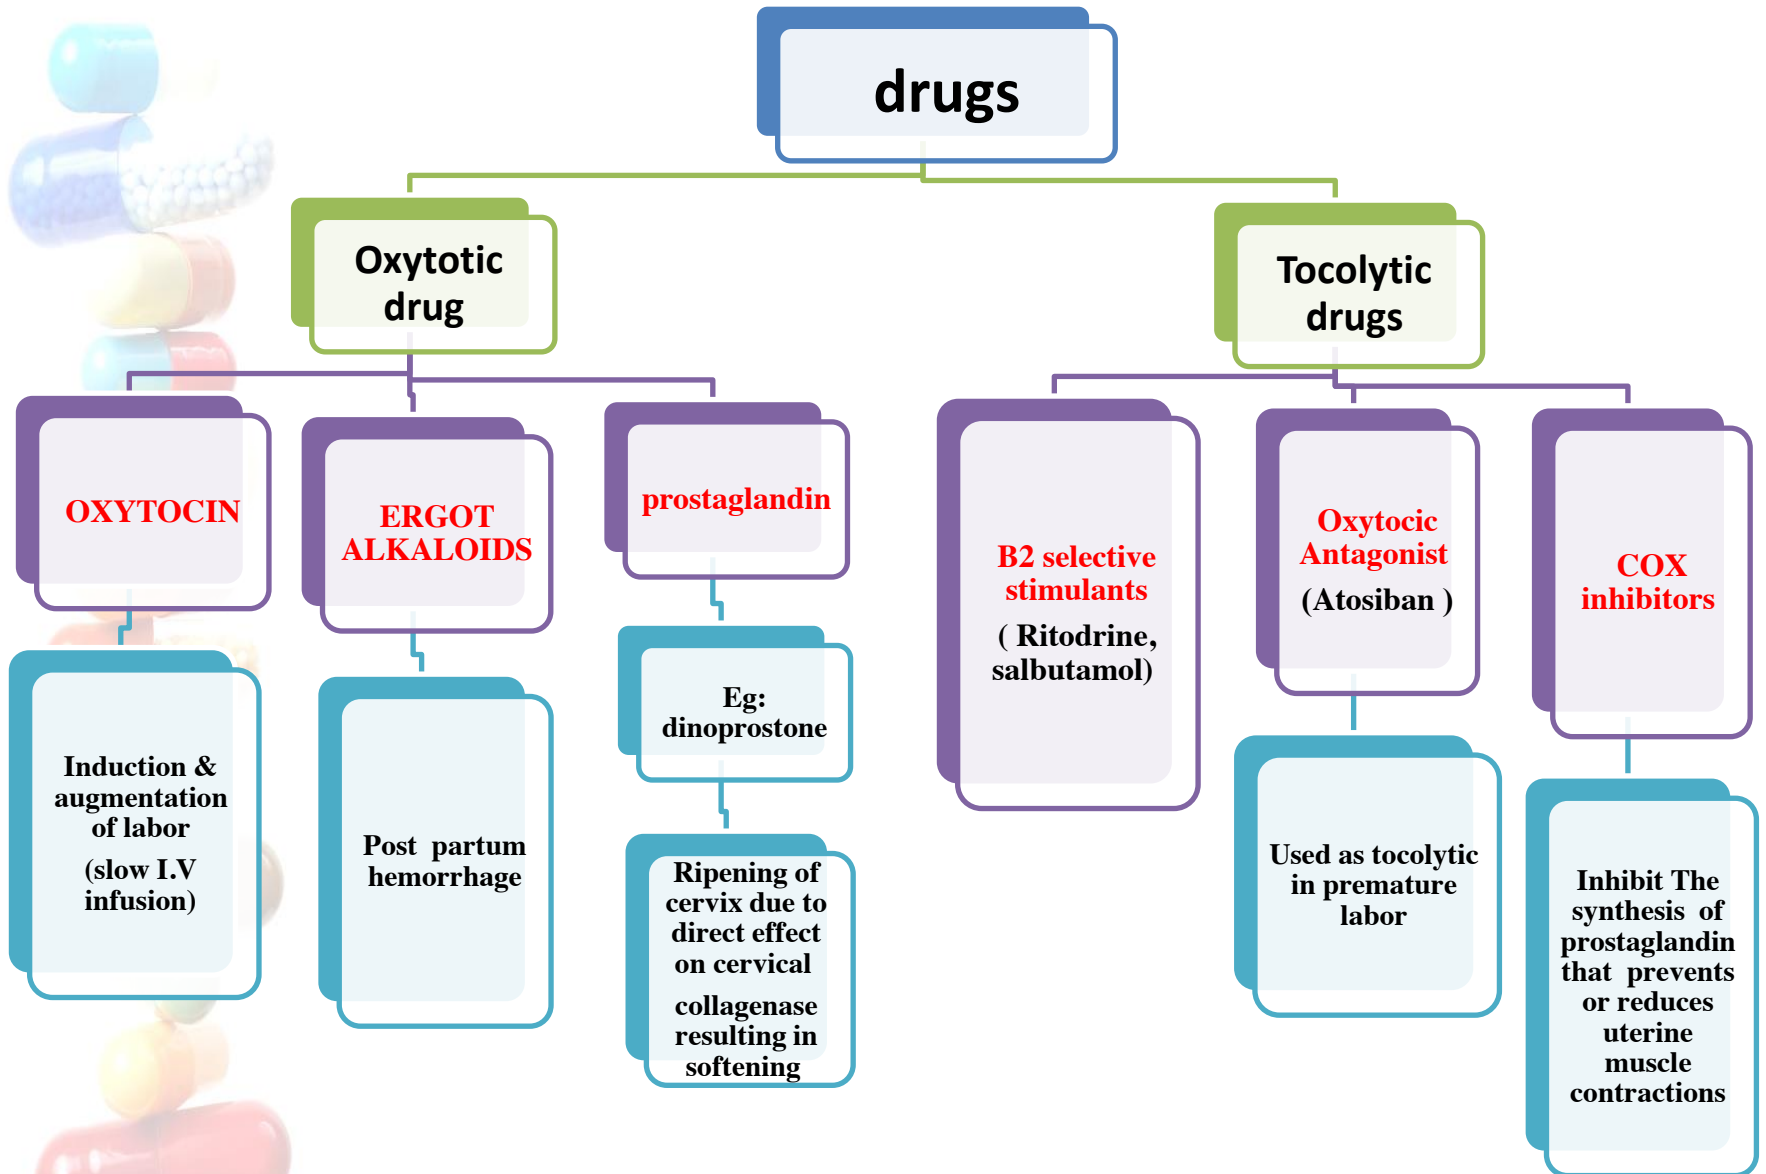 drugs
Oxytotic
drug
Tocolytic
drugs
OXYTOCIN
ERGOT
ALKALOIDS
prostaglandin
B2 selective
stimulants
( Ritodrine,
salbutamol)
Oxytocic
Antagonist
(Atosiban )
COX
inhibitors
Induction &
augmentation
of labor
(slow I.V
infusion)
Post partum
hemorrhage
Eg:
dinoprostone
Ripening of
cervix due to
direct effect
on cervical
collagenase
resulting in
softening
Used as tocolytic
in premature
labor
Inhibit The
synthesis of
prostaglandin
that prevents
or reduces
uterine
muscle
contractions